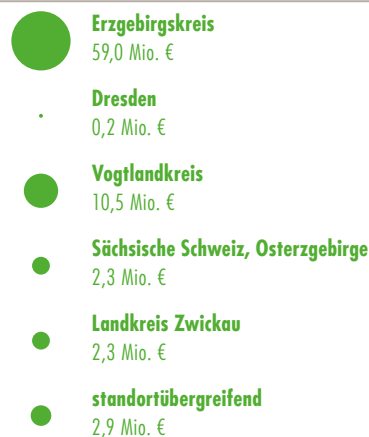 Erzgebirgskreis
59,0 Mio. €
Dresden
0,2 Mio. €
Vogtlandkreis
10,5 Mio. €
Sächsische Schweiz, Osterzgebirge
2,3 Mio. €
Landkreis Zwickau
2,3 Mio. €
standortübergreifend
2,9 Mio. €